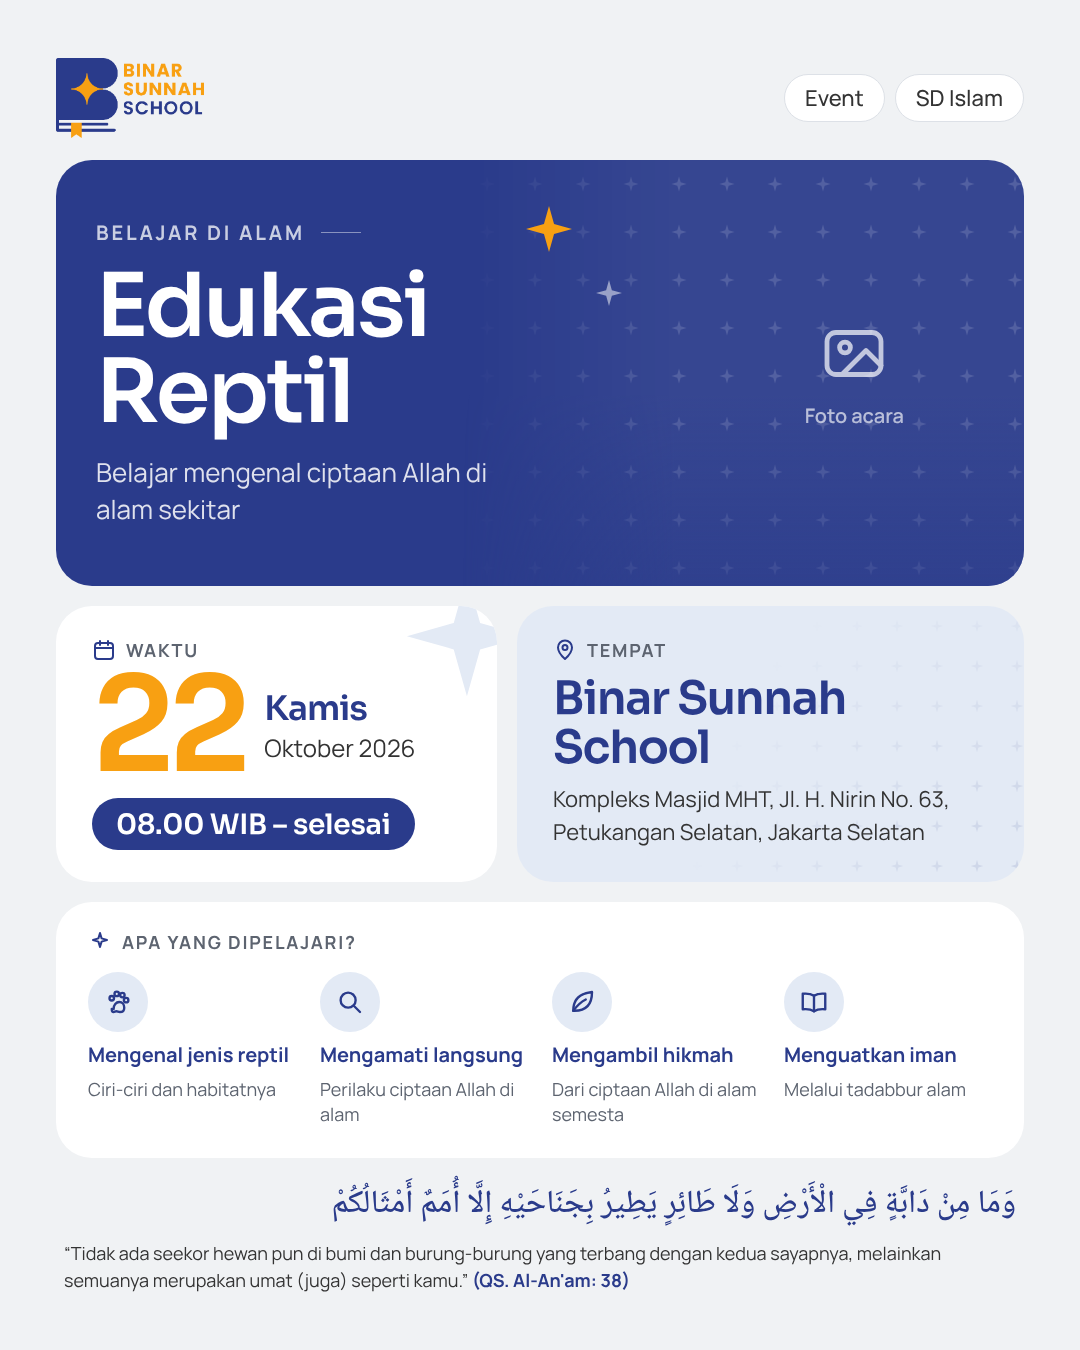 BINAR
SUNNAH
SCHOOL
Event
SD Islam
BELAJAR DI ALAM
Edukasi
Reptil
Belajar mengenal ciptaan Allah di
alam sekitar
Foto acara
WAKTU
22
Kamis
Oktober 2026
08.00 WIB – selesai
TEMPAT
Binar Sunnah
School
Kompleks Masjid MHT, Jl. H. Nirin No. 63,
Petukangan Selatan, Jakarta Selatan
APA YANG DIPELAJARI?
Mengenal jenis reptil
Ciri-ciri dan habitatnya
Mengamati langsung
Perilaku ciptaan Allah di
alam
Mengambil hikmah
Dari ciptaan Allah di alam
semesta
Menguatkan iman
Melalui tadabbur alam
وَمَا مِنْ دَابَّةٍ فِي الْأَرْضِ وَلَا طَائِرٍ يَطِيرُ بِجَنَاحَيْهِ إِلَّا أُمَمٌ أَمْثَالُكُمْ
“Tidak ada seekor hewan pun di bumi dan burung-burung yang terbang dengan kedua sayapnya, melainkan
semuanya merupakan umat (juga) seperti kamu.” (QS. Al-An'am: 38)